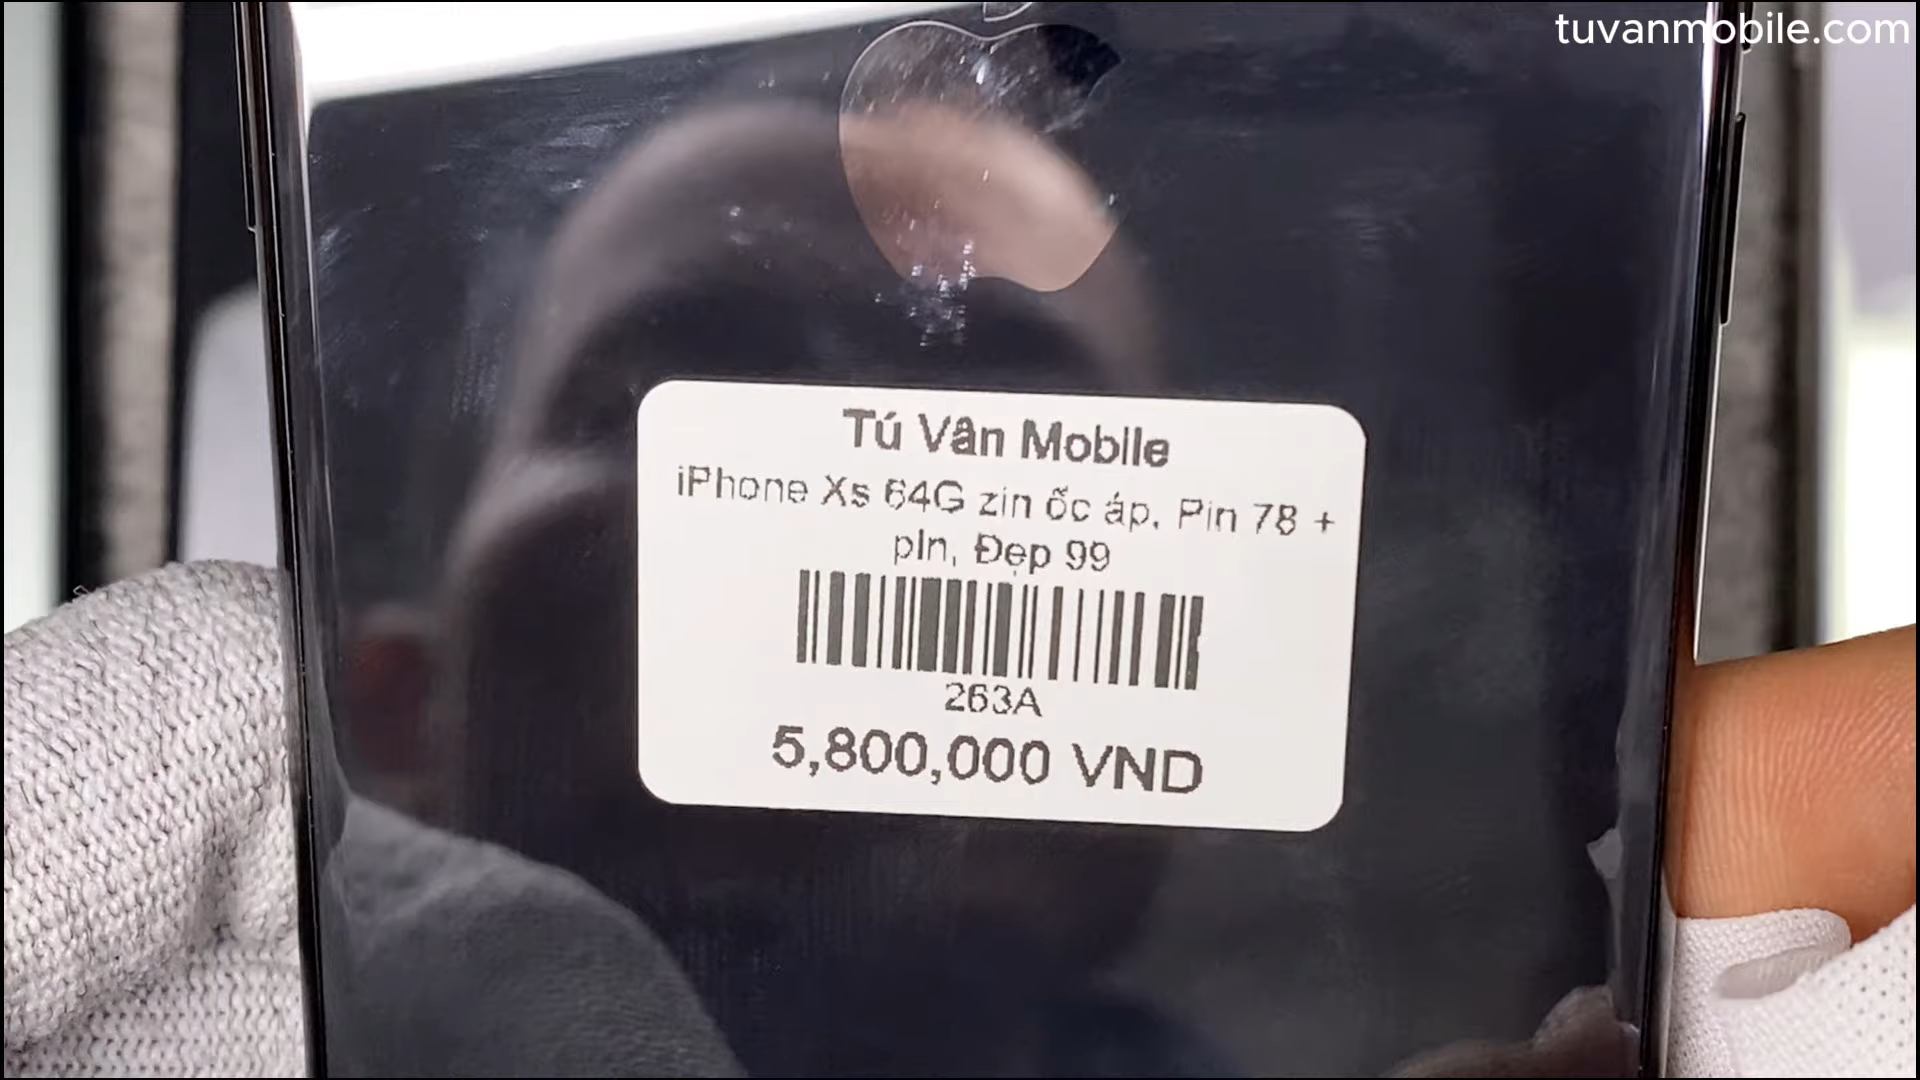 tuvanmobile.com
Tú Vân Mobile
iPhone Xs 64G zin ốc áp, Pin 78 +
pin, Đẹp 99
263A
5,800,000 VND